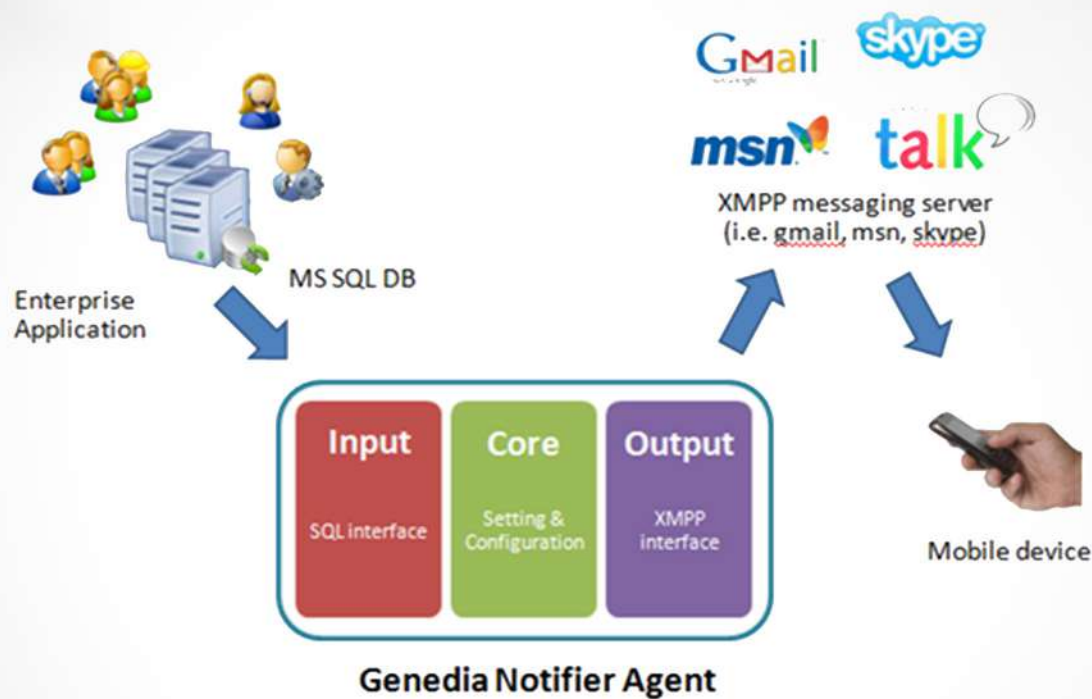 Gmail
skype
msn
talk
XMPP messaging server
(i.e. gmail, msn, skype)
MS SQL DB
Enterprise
Application
Input
SQL interface
Core
Setting &
Configuration
Output
XMPP
interface
Mobile device
Genedia Notifier Agent